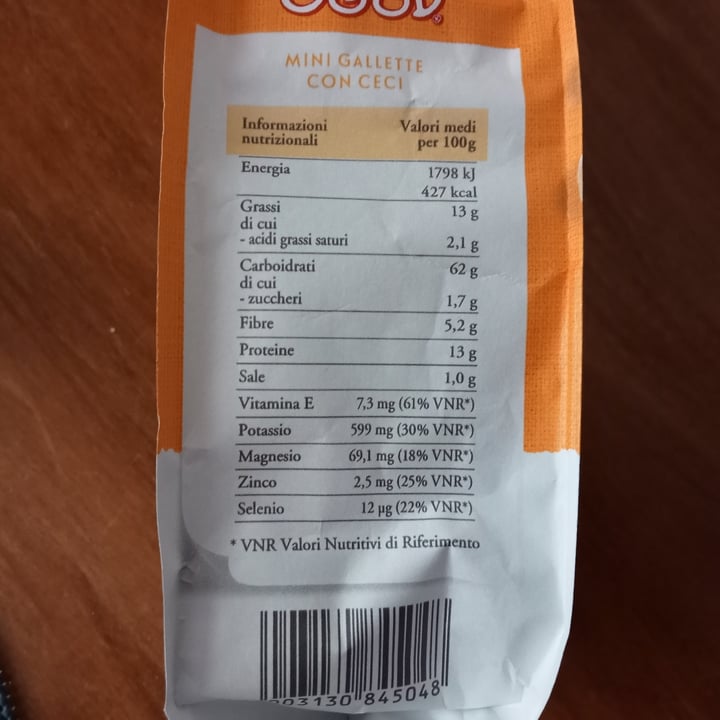 MINI GALLETTE
CON CECI
Informazioni nutrizionali Valori medi per 100g
Energia 1798 kJ
427 kcal
Grassi 13 g
di cui
- acidi grassi saturi 2,1 g
Carboidrati 62 g
di cui
- zuccheri 1,7 g
Fibre 5,2 g
Proteine 13 g
Sale 1,0 g
Vitamina E 7,3 mg (61% VNR*)
Potassio 599 mg (30% VNR*)
Magnesio 69,1 mg (18% VNR*)
Zinco 2,5 mg (25% VNR*)
Selenio 12 µg (22% VNR*)
* VNR Valori Nutritivi di Riferimento
03130 845048